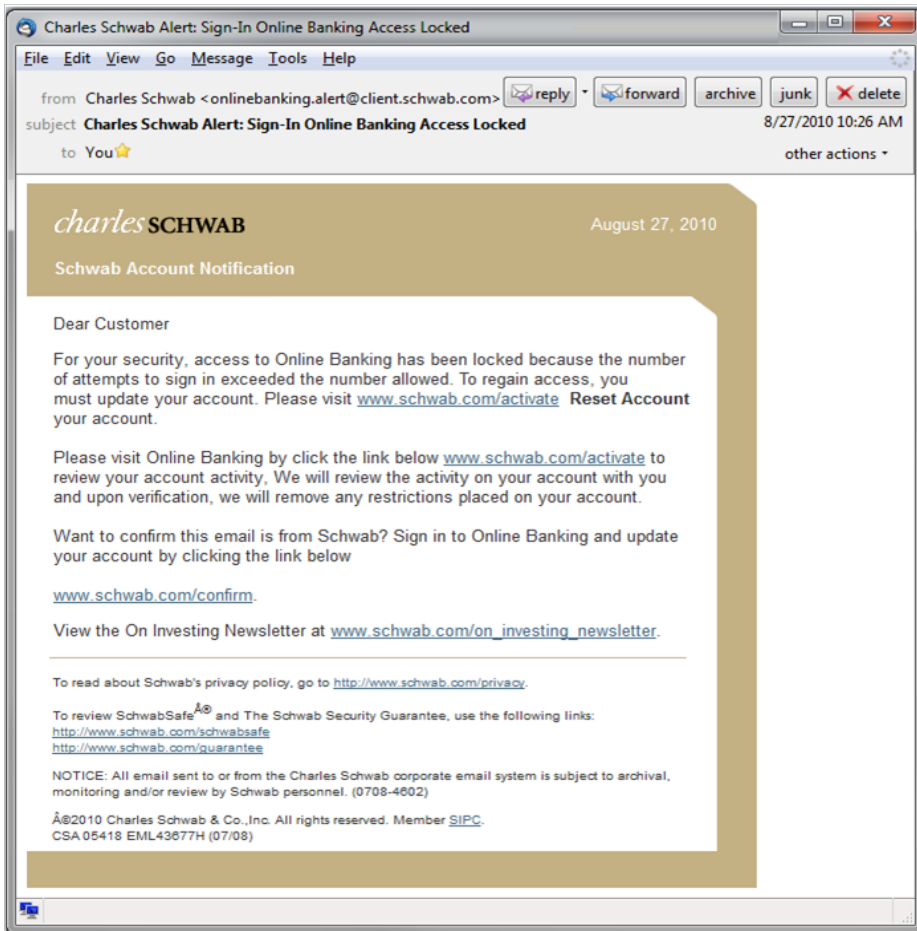 Charles Schwab Alert: Sign-In Online Banking Access Locked
File Edit View Go Message Tools Help
from Charles Schwab <onlinebanking.alert@client.schwab.com> reply forward archive junk delete
subject Charles Schwab Alert: Sign-In Online Banking Access Locked 8/27/2010 10:26 AM
to You other actions
charles SCHWAB August 27, 2010
Schwab Account Notification
Dear Customer
For your security, access to Online Banking has been locked because the number
of attempts to sign in exceeded the number allowed. To regain access, you
must update your account. Please visit www.schwab.com/activate Reset Account
your account.
Please visit Online Banking by click the link below www.schwab.com/activate to
review your account activity, We will review the activity on your account with you
and upon verification, we will remove any restrictions placed on your account.
Want to confirm this email is from Schwab? Sign in to Online Banking and update
your account by clicking the link below
www.schwab.com/confirm.
View the On Investing Newsletter at www.schwab.com/on_investing_newsletter.
To read about Schwab's privacy policy, go to http://www.schwab.com/privacy.
To review SchwabSafeÂ® and The Schwab Security Guarantee, use the following links:
http://www.schwab.com/schwabsafe
http://www.schwab.com/guarantee
NOTICE: All email sent to or from the Charles Schwab corporate email system is subject to archival,
monitoring and/or review by Schwab personnel. (0708-4602)
Â©2010 Charles Schwab & Co.,Inc. All rights reserved. Member SIPC.
CSA 05418 EML43677H (07/08)